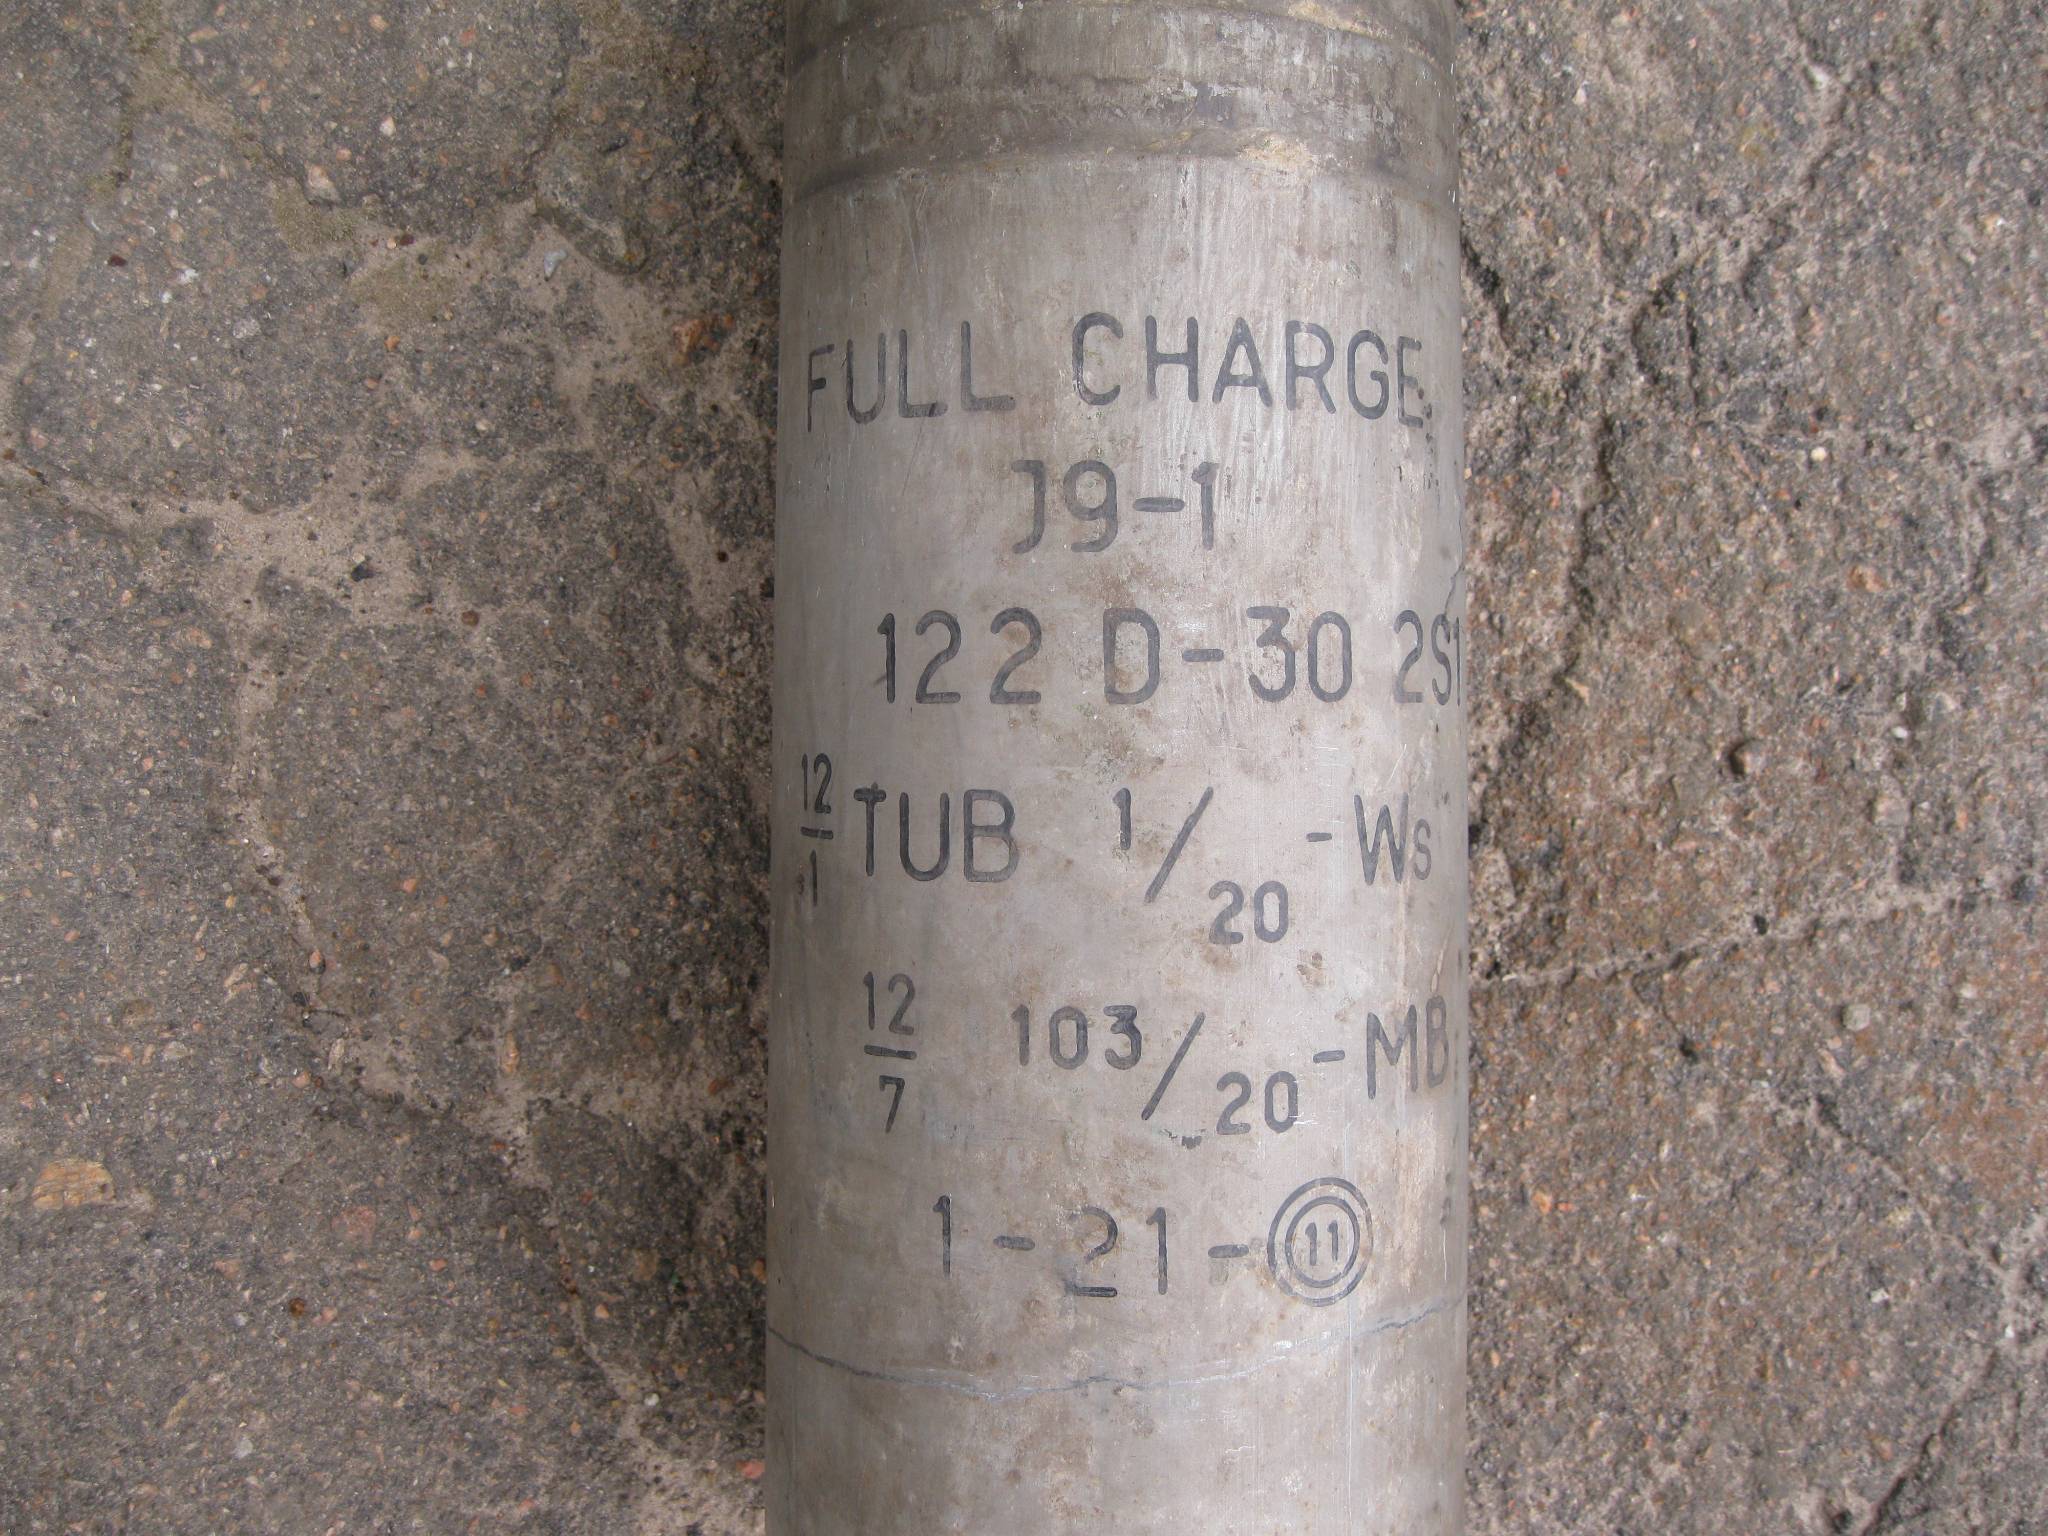 FULL CHARGE
J9-1
122 D-30 2S1
12/1 TUB 1/20 -Ws
12/7 103/20 -MB
1-21-11